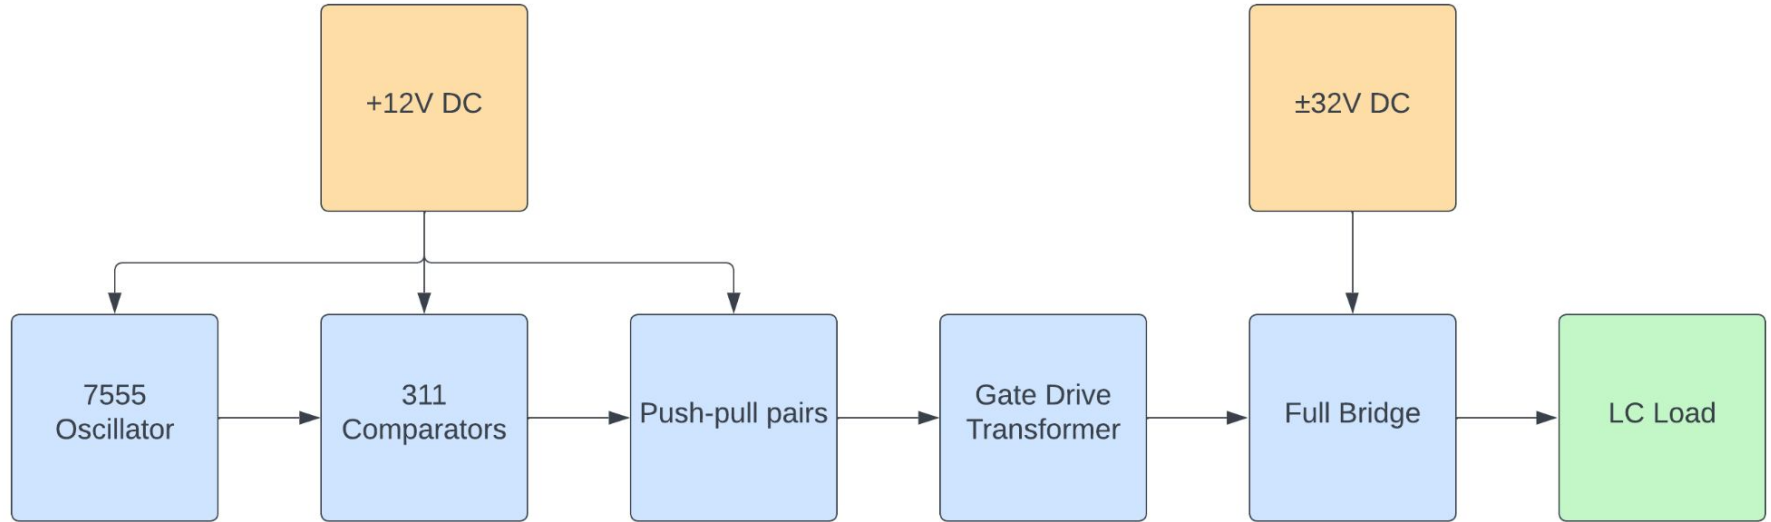 +12V DC
±32V DC
7555
Oscillator
311
Comparators
Push-pull pairs
Gate Drive
Transformer
Full Bridge
LC Load